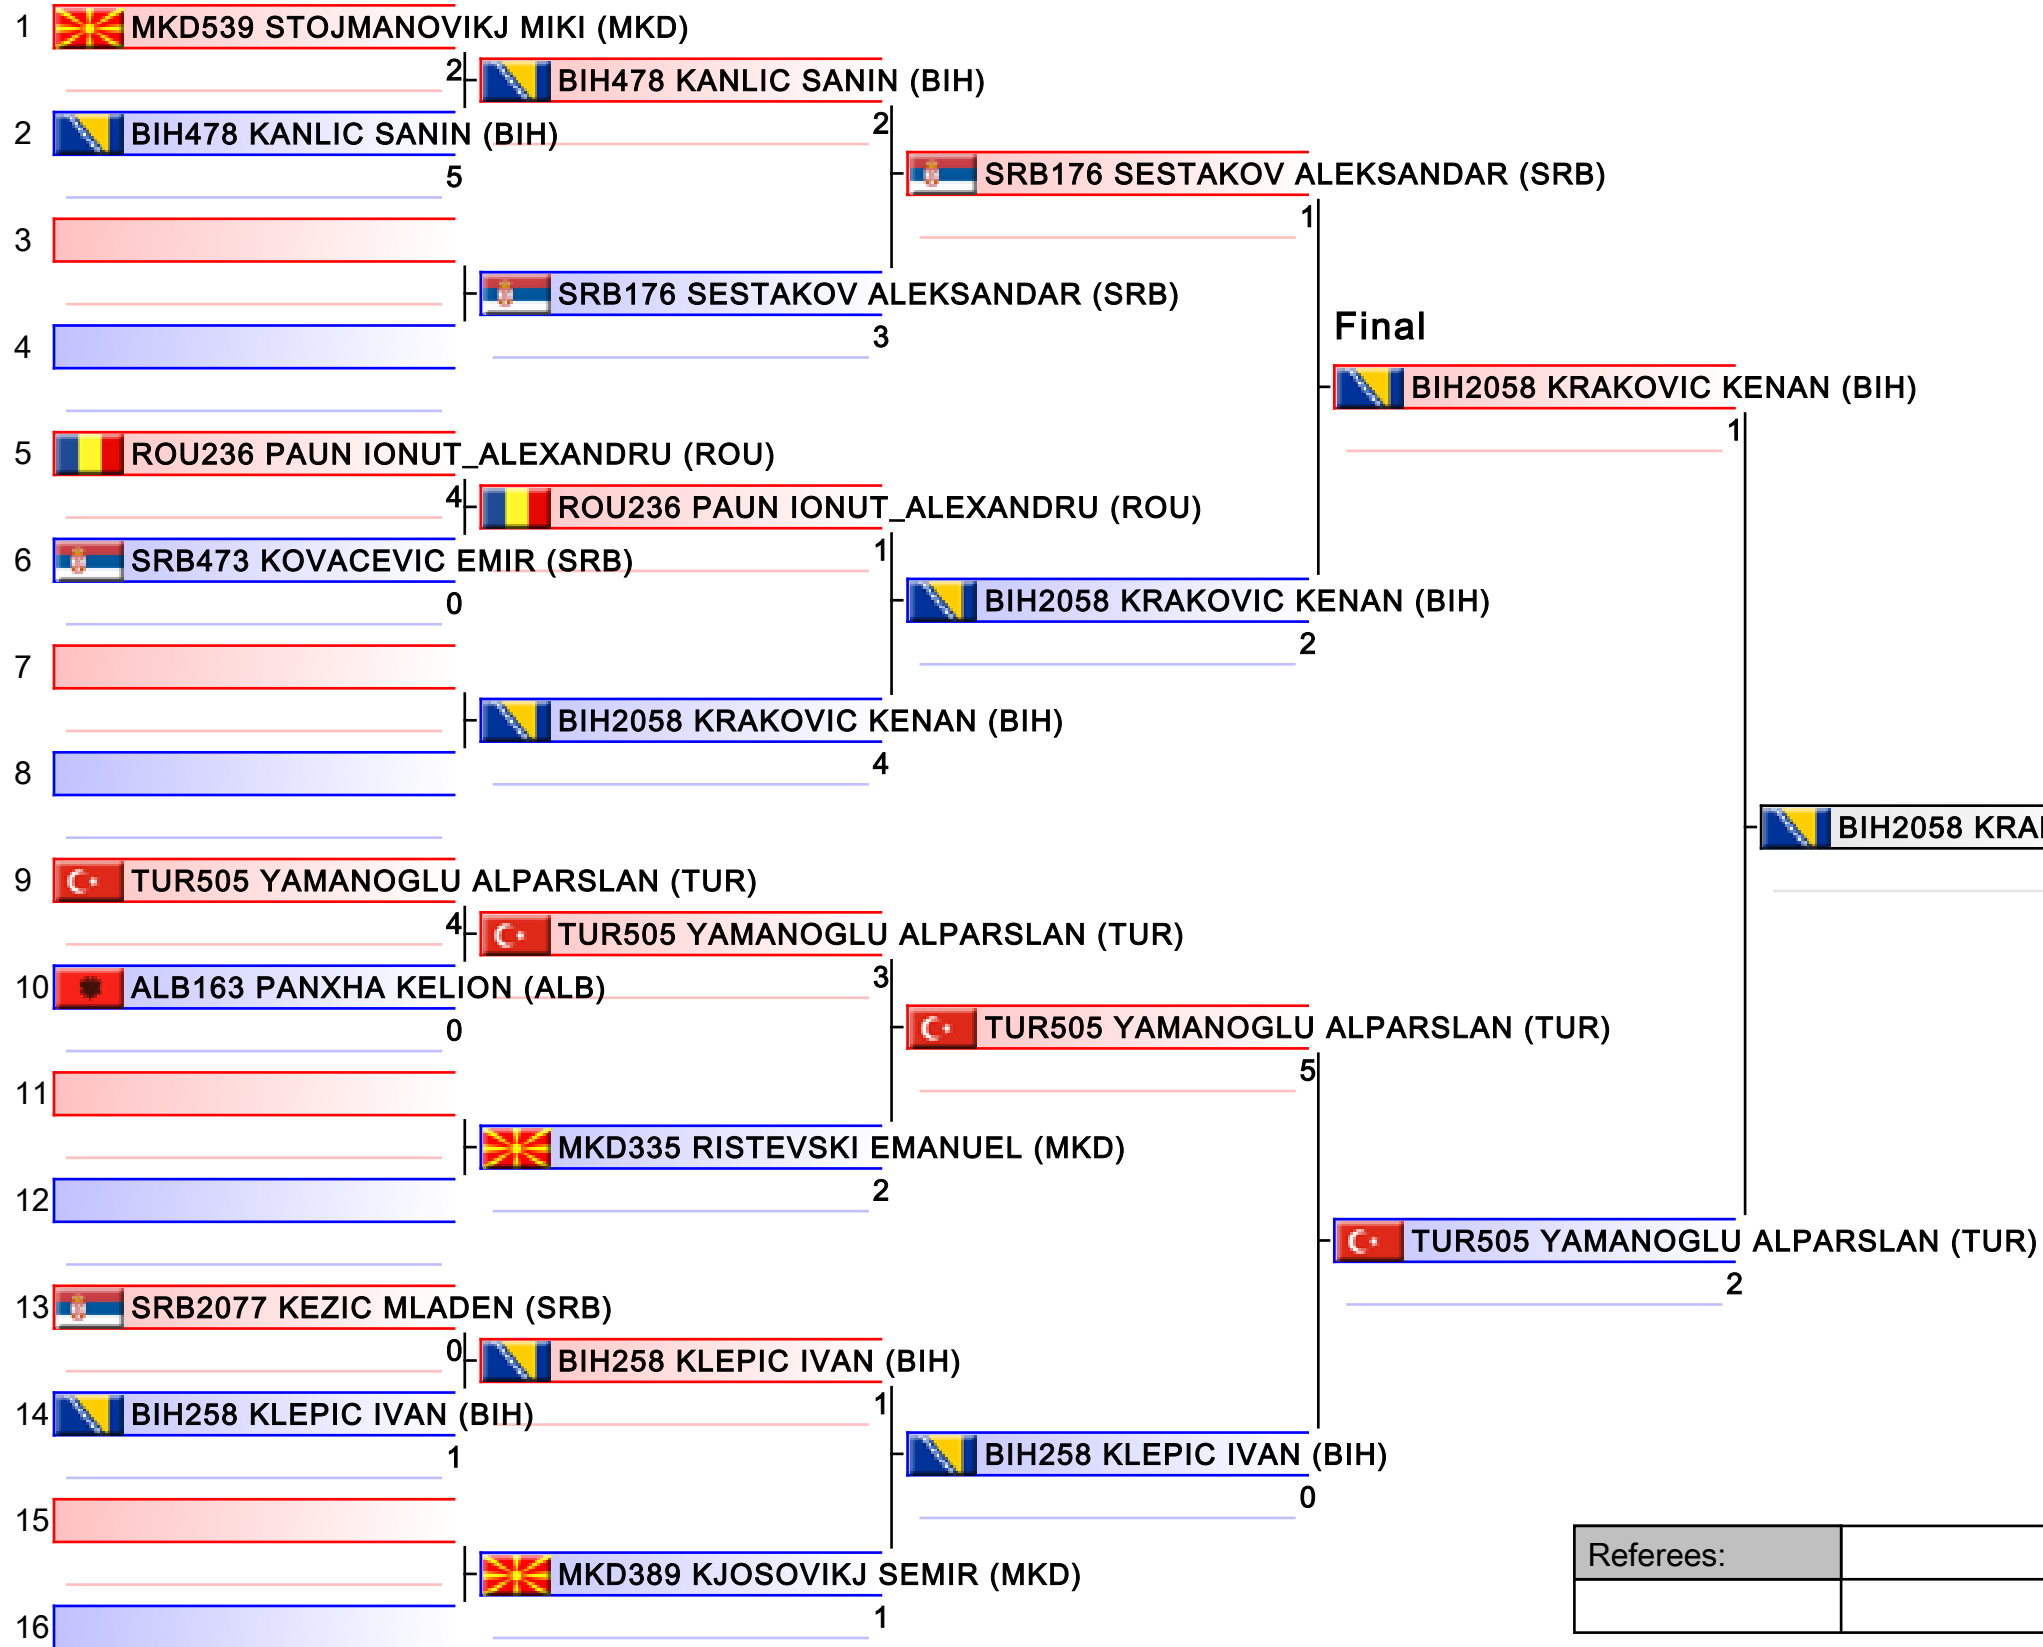 1 MKD539 STOJMANOVIKJ MIKI (MKD)
2 BIH478 KANLIC SANIN (BIH)
2 BIH478 KANLIC SANIN (BIH)
2
5
SRB176 SESTAKOV ALEKSANDAR (SRB)
1
3
SRB176 SESTAKOV ALEKSANDAR (SRB)
3
4
Final
BIH2058 KRAKOVIC KENAN (BIH)
1
5 ROU236 PAUN IONUT_ALEXANDRU (ROU)
4
ROU236 PAUN IONUT_ALEXANDRU (ROU)
1
6 SRB473 KOVACEVIC EMIR (SRB)
0
BIH2058 KRAKOVIC KENAN (BIH)
2
7
BIH2058 KRAKOVIC KENAN (BIH)
4
8
BIH2058
9 TUR505 YAMANOGLU ALPARSLAN (TUR)
4
TUR505 YAMANOGLU ALPARSLAN (TUR)
3
10 ALB163 PANXHA KELION (ALB)
0
TUR505 YAMANOGLU ALPARSLAN (TUR)
5
11
MKD335 RISTEVSKI EMANUEL (MKD)
2
12
TUR505 YAMANOGLU ALPARSLAN (TUR)
2
13 SRB2077 KEZIC MLADEN (SRB)
0
BIH258 KLEPIC IVAN (BIH)
1
14 BIH258 KLEPIC IVAN (BIH)
1
BIH258 KLEPIC IVAN (BIH)
0
15
MKD389 KJOSOVIKJ SEMIR (MKD)
1
16
Referees: